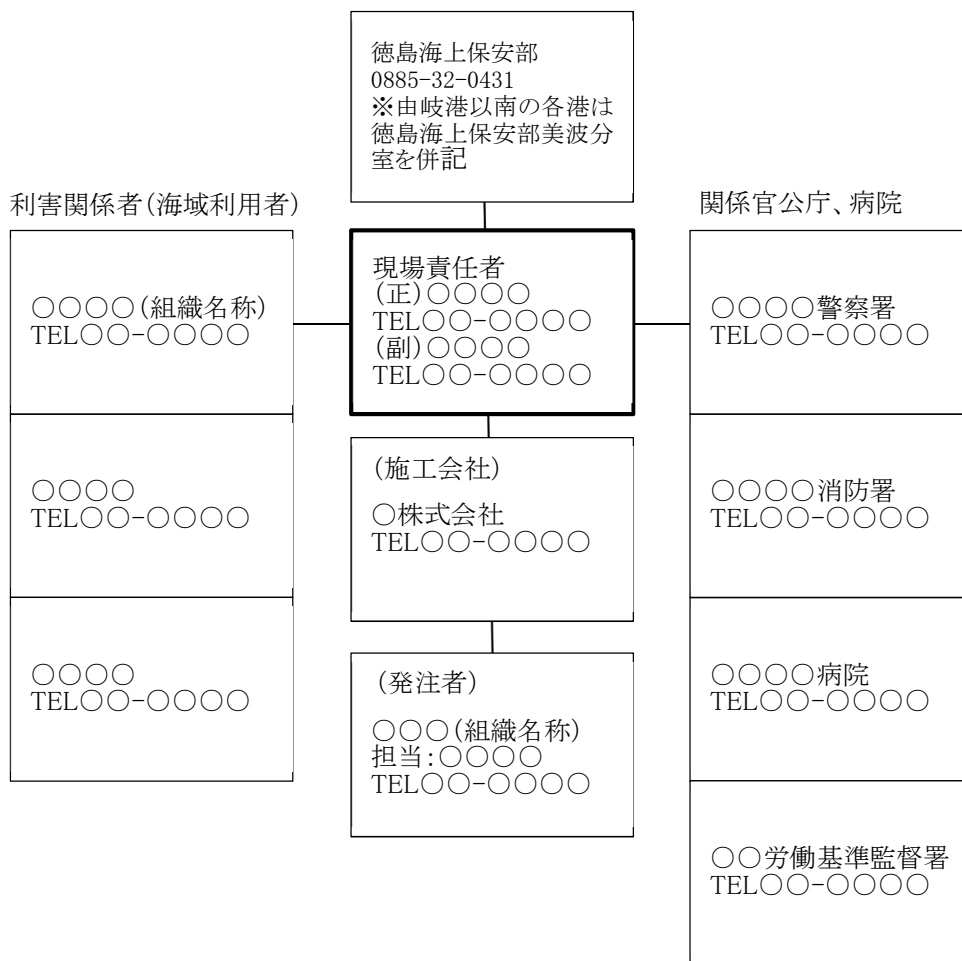 徳島海上保安部
0885-32-0431
※由岐港以南の各港は
徳島海上保安部美波分
室を併記
利害関係者(海域利用者)
○○○○(組織名称)
TEL○○-○○○○
○○○○
TEL○○-○○○○
○○○○
TEL○○-○○○○
現場責任者
(正)○○○○
TEL○○-○○○○
(副)○○○○
TEL○○-○○○○
(施工会社)
○株式会社
TEL○○-○○○○
(発注者)
○○○(組織名称)
担当:○○○○
TEL○○-○○○○
関係官公庁、病院
○○○○警察署
TEL○○-○○○○
○○○○消防署
TEL○○-○○○○
○○○○病院
TEL○○-○○○○
○○労働基準監督署
TEL○○-○○○○